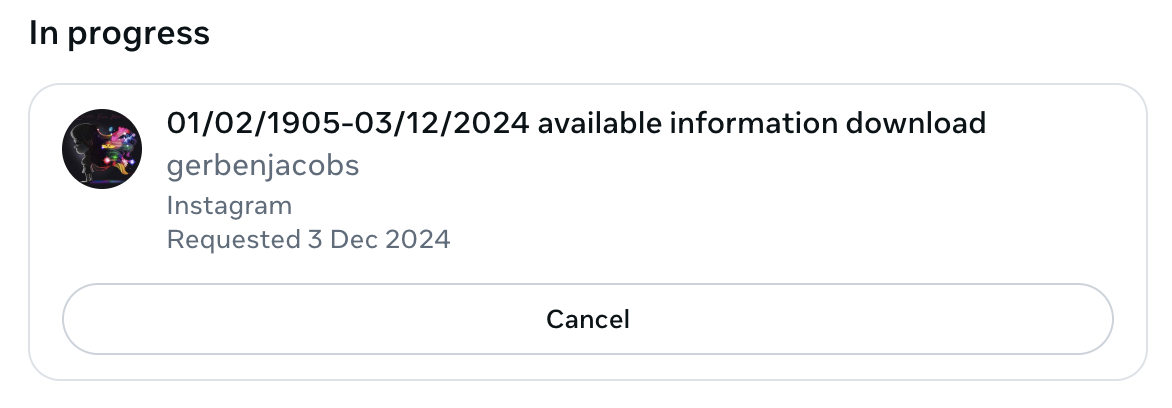 In progress
01/02/1905-03/12/2024 available information download
gerbenjacobs
Instagram
Requested 3 Dec 2024
Cancel